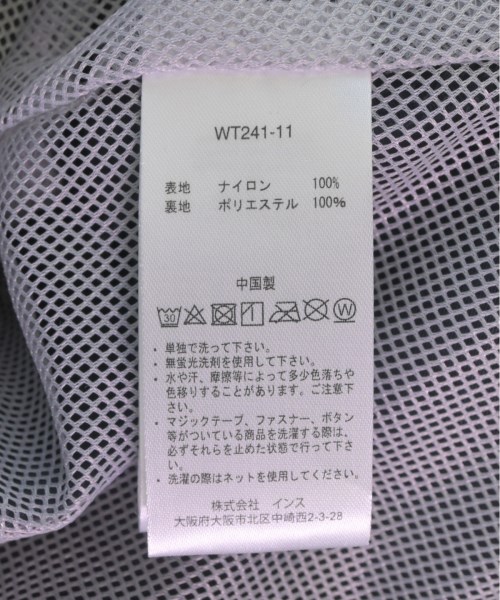 WT241-11
表地 ナイロン 100%
裏地 ポリエステル 100%
中国製
30 W
・単独で洗って下さい。
・無蛍光洗剤を使用して下さい。
・水や汗、摩擦等によって多少色落ちや
色移りすることがあります。ご注意下
さい。
・マジックテープ、ファスナー、ボタン
等がついている商品を洗濯する際は、
必ずそれらを止めた状態で行って下さ
い。
・洗濯の際はネットを使用してください。
株式会社 インス
大阪府大阪市北区中崎西2-3-28